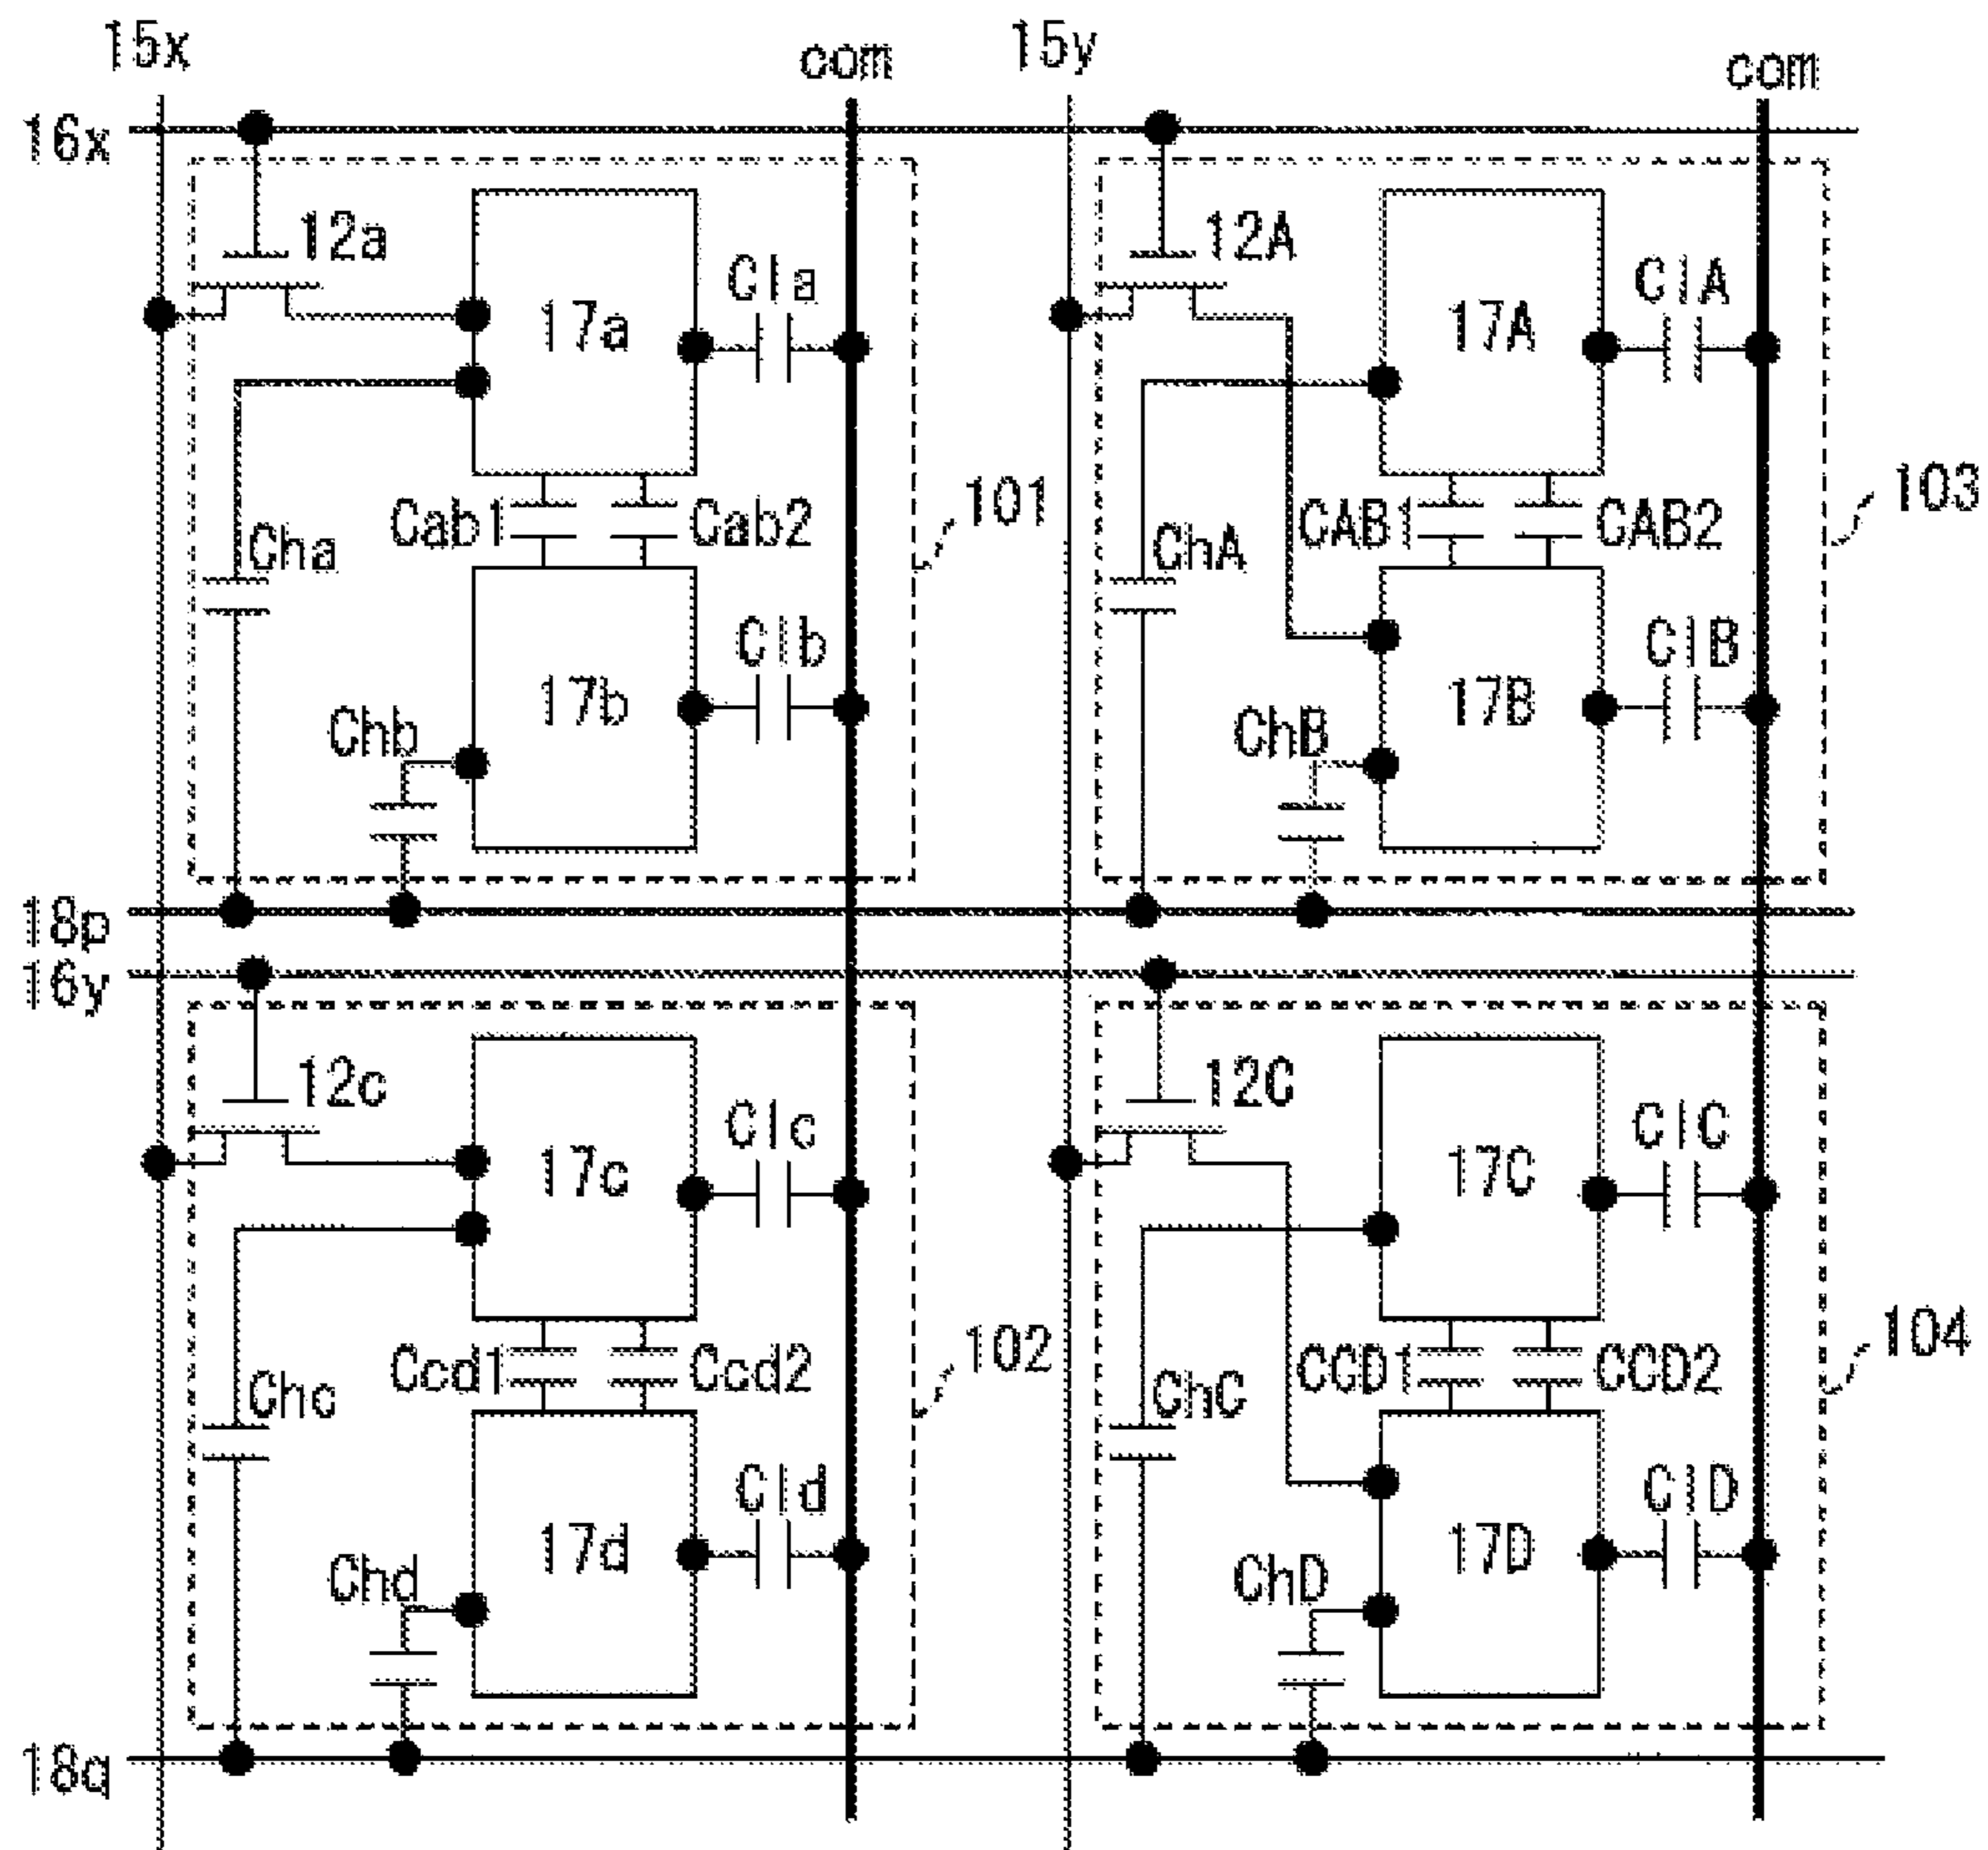 15x com 15y com
16x
12a 12A
Cla ClA
17a 17A
101 103
Cab1 Cab2 CAB1 CAB2
Cha ChA
Clb ClB
17b 17B
Chb ChB
18p
16y
12c 12C
Clc ClC
17c 17C
102 104
Ccd1 Ccd2 CCD1 CCD2
Chc ChC
Cld ClD
17d 17D
Chd ChD
18q